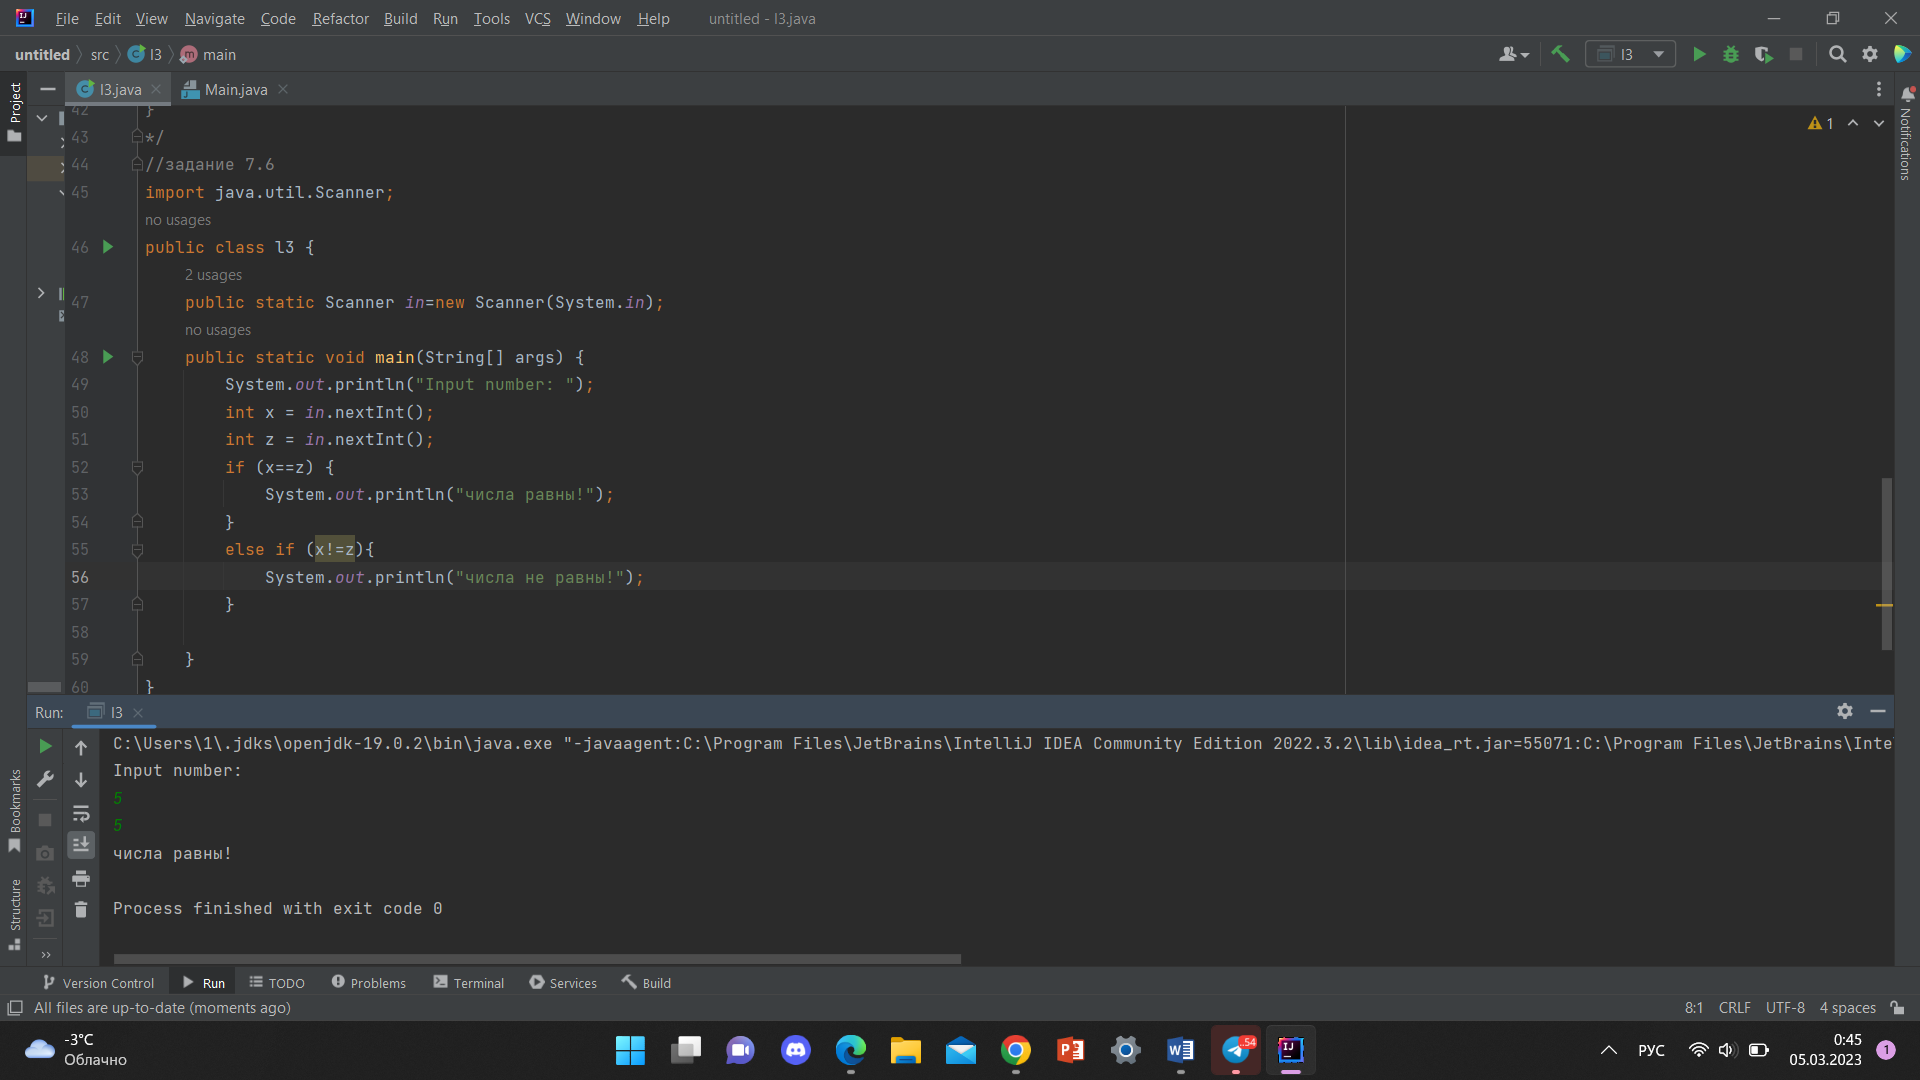 File Edit View Navigate Code Refactor Build Run Tools VCS Window Help untitled - l3.java
untitled src l3 main l3
Project
l3.java Main.java
Notifications
1
42 }
43 */
44 //задание 7.6
45 import java.util.Scanner;
no usages
46 public class l3 {
2 usages
47 public static Scanner in=new Scanner(System.in);
no usages
48 public static void main(String[] args) {
49 System.out.println("Input number: ");
50 int x = in.nextInt();
51 int z = in.nextInt();
52 if (x==z) {
53 System.out.println("числа равны!");
54 }
55 else if (x!=z){
56 System.out.println("числа не равны!");
57 }
58
59 }
60 }
Run: l3
C:\Users\1\.jdks\openjdk-19.0.2\bin\java.exe "-javaagent:C:\Program Files\JetBrains\IntelliJ IDEA Community Edition 2022.3.2\lib\idea_rt.jar=55071:C:\Program Files\JetBrains\Inte
Input number:
5
5
числа равны!
Process finished with exit code 0
Bookmarks
Structure
Version Control Run TODO Problems Terminal Services Build
All files are up-to-date (moments ago) 8:1 CRLF UTF-8 4 spaces
-3°C
Облачно
54
РУС
0:45
05.03.2023
1